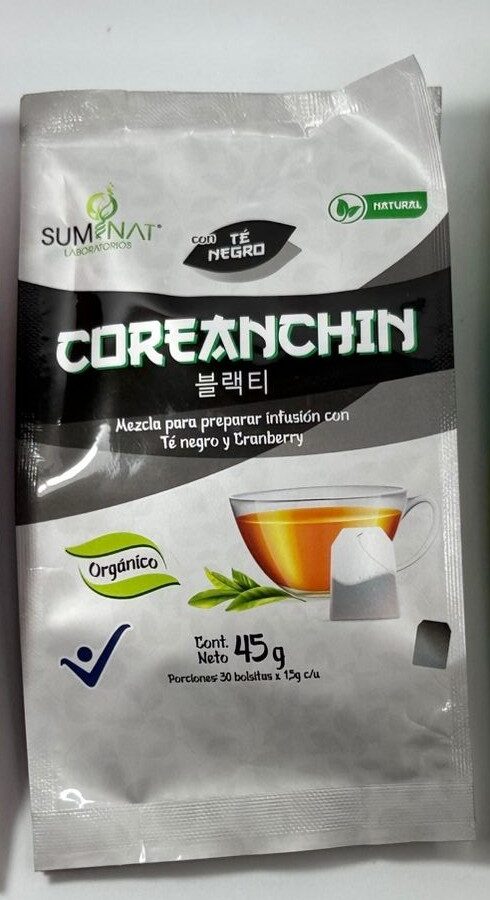 SUMINAT®
LABORATORIOS
con TÉ
NEGRO
NATURAL
COREANCHIN
블랙티
Mezcla para preparar infusión con
Té negro y Cranberry
Orgánico
Cont.
Neto 45 g
Porciones: 30 bolsitas x 1.5g c/u